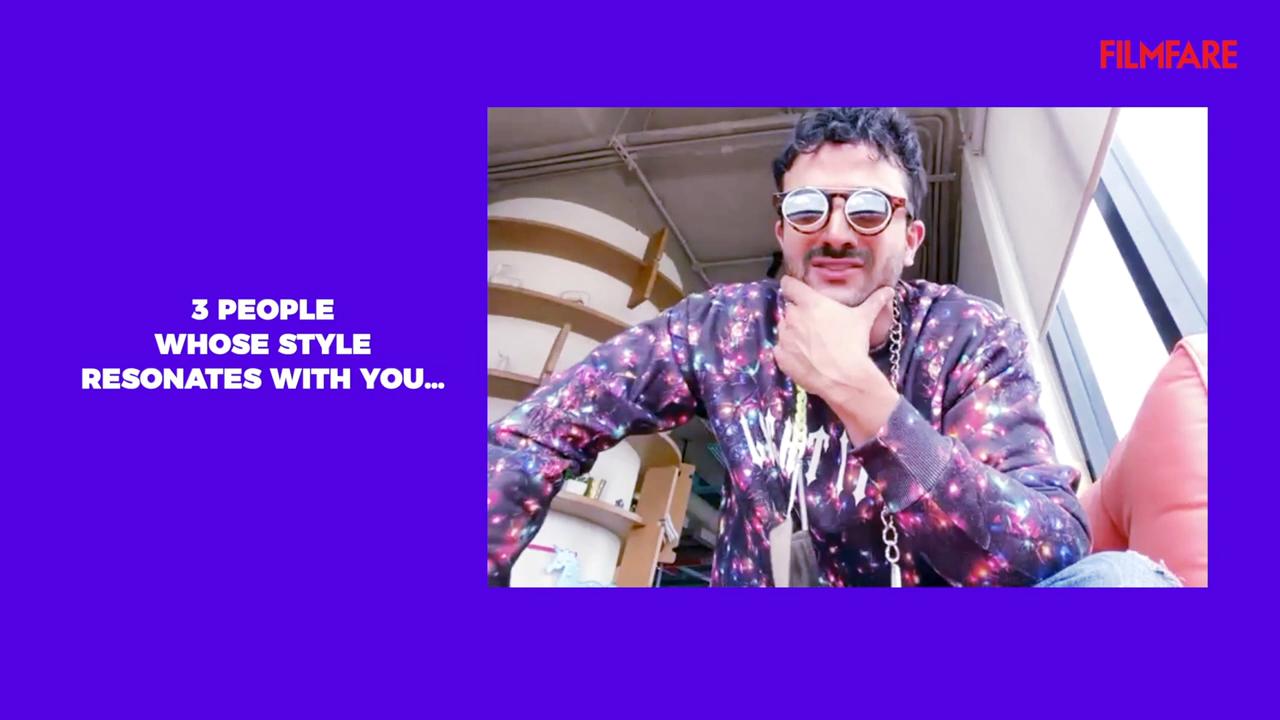 FILMFARE
3 PEOPLE
WHOSE STYLE
RESONATES WITH YOU...